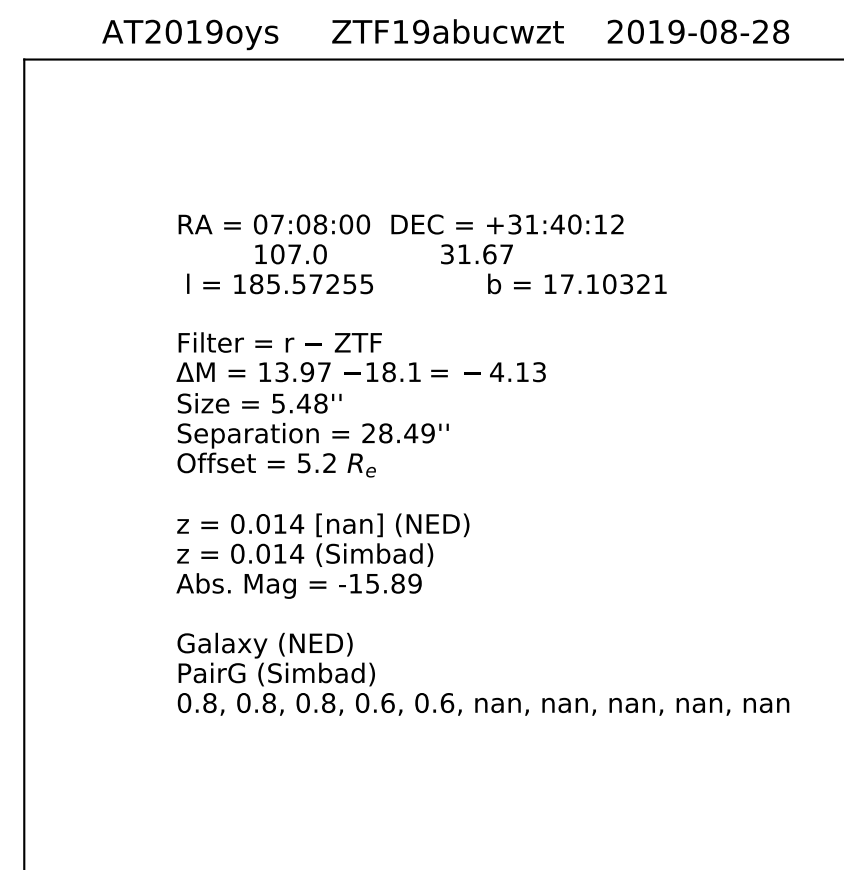 AT2019oys ZTF19abucwzt 2019-08-28
RA = 07:08:00 DEC = +31:40:12
107.0 31.67
l = 185.57255 b = 17.10321
Filter = r − ZTF
ΔM = 13.97 −18.1 = − 4.13
Size = 5.48''
Separation = 28.49''
Offset = 5.2 Re
z = 0.014 [nan] (NED)
z = 0.014 (Simbad)
Abs. Mag = -15.89
Galaxy (NED)
PairG (Simbad)
0.8, 0.8, 0.8, 0.6, 0.6, nan, nan, nan, nan, nan